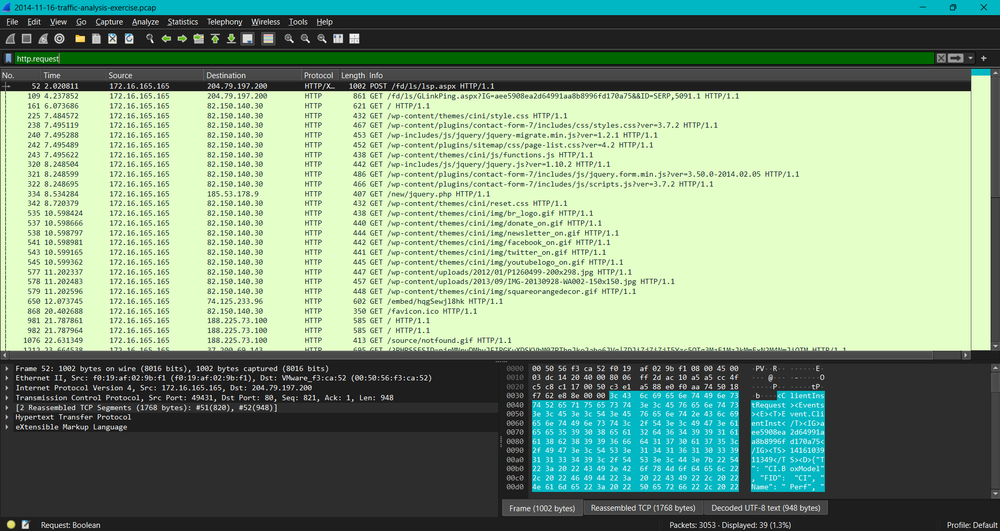 2014-11-16-traffic-analysis-exercise.pcap
File Edit View Go Capture Analyze Statistics Telephony Wireless Tools Help
http.request
No. Time Source Destination Protocol Length Info
52 2.020811 172.16.165.165 204.79.197.200 HTTP/X… 1002 POST /fd/ls/lsp.aspx HTTP/1.1
109 4.237852 172.16.165.165 204.79.197.200 HTTP 861 GET /fd/ls/GLinkPing.aspx?IG=aee5908ea2d64991aa8b8996fd170a75&&ID=SERP,5091.1 HTTP/1.1
161 6.073686 172.16.165.165 82.150.140.30 HTTP 621 GET / HTTP/1.1
225 7.484572 172.16.165.165 82.150.140.30 HTTP 432 GET /wp-content/themes/cini/style.css HTTP/1.1
238 7.495119 172.16.165.165 82.150.140.30 HTTP 467 GET /wp-content/plugins/contact-form-7/includes/css/styles.css?ver=3.7.2 HTTP/1.1
240 7.495288 172.16.165.165 82.150.140.30 HTTP 453 GET /wp-includes/js/jquery/jquery-migrate.min.js?ver=1.2.1 HTTP/1.1
242 7.495489 172.16.165.165 82.150.140.30 HTTP 452 GET /wp-content/plugins/sitemap/css/page-list.css?ver=4.2 HTTP/1.1
243 7.495622 172.16.165.165 82.150.140.30 HTTP 438 GET /wp-content/themes/cini/js/functions.js HTTP/1.1
320 8.248504 172.16.165.165 82.150.140.30 HTTP 442 GET /wp-includes/js/jquery/jquery.js?ver=1.10.2 HTTP/1.1
321 8.248599 172.16.165.165 82.150.140.30 HTTP 486 GET /wp-content/plugins/contact-form-7/includes/js/jquery.form.min.js?ver=3.50.0-2014.02.05 HTTP/1.1
322 8.248695 172.16.165.165 82.150.140.30 HTTP 466 GET /wp-content/plugins/contact-form-7/includes/js/scripts.js?ver=3.7.2 HTTP/1.1
334 8.534284 172.16.165.165 185.53.178.9 HTTP 407 GET /new/jquery.php HTTP/1.1
342 8.720379 172.16.165.165 82.150.140.30 HTTP 432 GET /wp-content/themes/cini/reset.css HTTP/1.1
535 10.598424 172.16.165.165 82.150.140.30 HTTP 438 GET /wp-content/themes/cini/img/br_logo.gif HTTP/1.1
537 10.598666 172.16.165.165 82.150.140.30 HTTP 440 GET /wp-content/themes/cini/img/donate_on.gif HTTP/1.1
538 10.598797 172.16.165.165 82.150.140.30 HTTP 444 GET /wp-content/themes/cini/img/newsletter_on.gif HTTP/1.1
541 10.598981 172.16.165.165 82.150.140.30 HTTP 442 GET /wp-content/themes/cini/img/facebook_on.gif HTTP/1.1
543 10.599165 172.16.165.165 82.150.140.30 HTTP 441 GET /wp-content/themes/cini/img/twitter_on.gif HTTP/1.1
545 10.599362 172.16.165.165 82.150.140.30 HTTP 445 GET /wp-content/themes/cini/img/youtubelogo_on.gif HTTP/1.1
577 11.202337 172.16.165.165 82.150.140.30 HTTP 447 GET /wp-content/uploads/2012/01/P1260499-200x298.jpg HTTP/1.1
578 11.202483 172.16.165.165 82.150.140.30 HTTP 457 GET /wp-content/uploads/2013/09/IMG-20130928-WA002-150x150.jpg HTTP/1.1
579 11.202596 172.16.165.165 82.150.140.30 HTTP 448 GET /wp-content/themes/cini/img/squareorangedecor.gif HTTP/1.1
650 12.073745 172.16.165.165 74.125.233.96 HTTP 602 GET /embed/hqgSewjl8hk HTTP/1.1
868 20.402688 172.16.165.165 82.150.140.30 HTTP 350 GET /favicon.ico HTTP/1.1
981 21.787861 172.16.165.165 188.225.73.100 HTTP 585 GET / HTTP/1.1
982 21.787964 172.16.165.165 188.225.73.100 HTTP 585 GET / HTTP/1.1
1076 22.631349 172.16.165.165 188.225.73.100 HTTP 413 GET /source/notfound.gif HTTP/1.1
1212 23.664538 172.16.165.165 37.200.69.143 HTTP 695 GET
Frame 52: 1002 bytes on wire (8016 bits), 1002 bytes captured (8016 bits)
Ethernet II, Src: f0:19:af:02:9b:f1 (f0:19:af:02:9b:f1), Dst: VMware_f3:ca:52 (00:50:56:f3:ca:52)
Internet Protocol Version 4, Src: 172.16.165.165, Dst: 204.79.197.200
Transmission Control Protocol, Src Port: 49431, Dst Port: 80, Seq: 821, Ack: 1, Len: 948
[2 Reassembled TCP Segments (1768 bytes): #51(820), #52(948)]
Hypertext Transfer Protocol
eXtensible Markup Language
0000 00 50 56 f3 ca 52 f0 19 af 02 9b f1 08 00 45 00 ·PV··R·· ······E·
0010 03 dc 14 20 40 00 80 06 ff 2d ac 10 a5 a5 cc 4f ··· @··· ·-·····O
0020 c5 c8 c1 17 00 50 c3 e1 a5 88 e0 f0 aa 74 50 18 ·····P·· ·····tP·
0030 f7 62 e8 8e 00 00 3c 43 6c 69 65 6e 74 49 6e 73 ·b····<C lientIns
0040 74 52 65 71 75 65 73 74 3e 3c 45 76 65 6e 74 73 tRequest ><Events
0050 3e 3c 45 3e 3c 54 3e 45 76 65 6e 74 2e 43 6c 69 ><E><T>E vent.Cli
0060 65 6e 74 49 6e 73 74 3c 2f 54 3e 3c 49 47 3e 61 entInst< /T><IG>a
0070 65 65 35 39 30 38 65 61 32 64 36 34 39 39 31 61 ee5908ea 2d64991a
0080 61 38 62 38 39 39 36 66 64 31 37 30 61 37 35 3c a8b8996f d170a75<
0090 2f 49 47 3e 3c 54 53 3e 31 34 31 36 31 30 33 39 /IG><TS> 14161039
00a0 31 31 33 34 39 3c 2f 54 53 3e 3c 44 3e 7b 22 54 11349</T S><D>{"T
00b0 22 3a 20 22 43 49 2e 42 6f 78 4d 6f 64 65 6c 22 ": "CI.B oxModel"
00c0 2c 20 22 46 49 44 22 3a 20 22 43 49 22 2c 20 22 , "FID":  "CI", "
00d0 4e 61 6d 65 22 3a 20 22 50 65 72 66 22 2c 20 22 Name": " Perf", "
Frame (1002 bytes) Reassembled TCP (1768 bytes) Decoded UTF-8 text (948 bytes)
Request: Boolean Packets: 3053 · Displayed: 39 (1.3%) Profile: Default